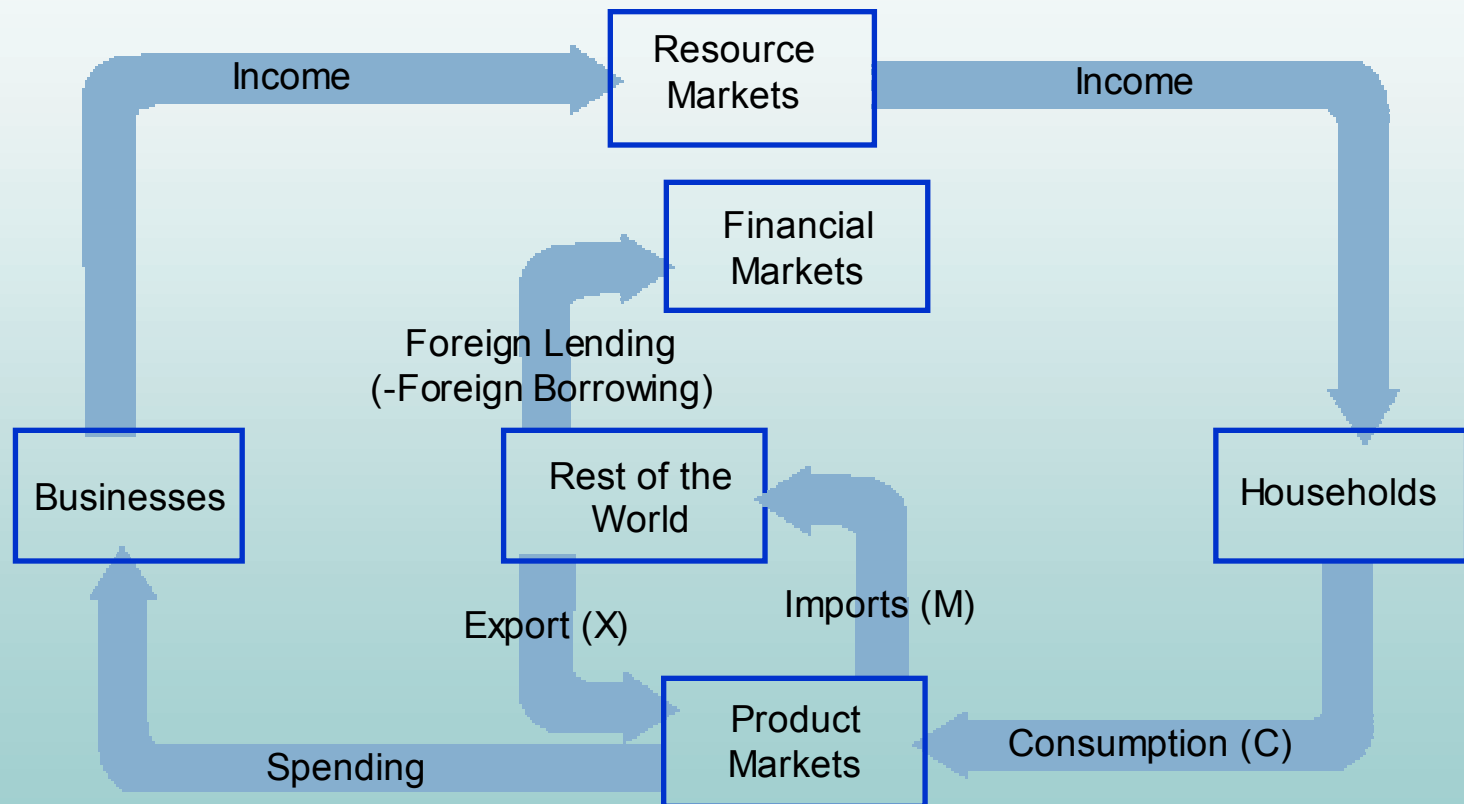 Resource
Markets
Income
Income
Financial
Markets
Foreign Lending
(-Foreign Borrowing)
Businesses
Rest of the
World
Households
Export (X)
Imports (M)
Product
Markets
Spending
Consumption (C)